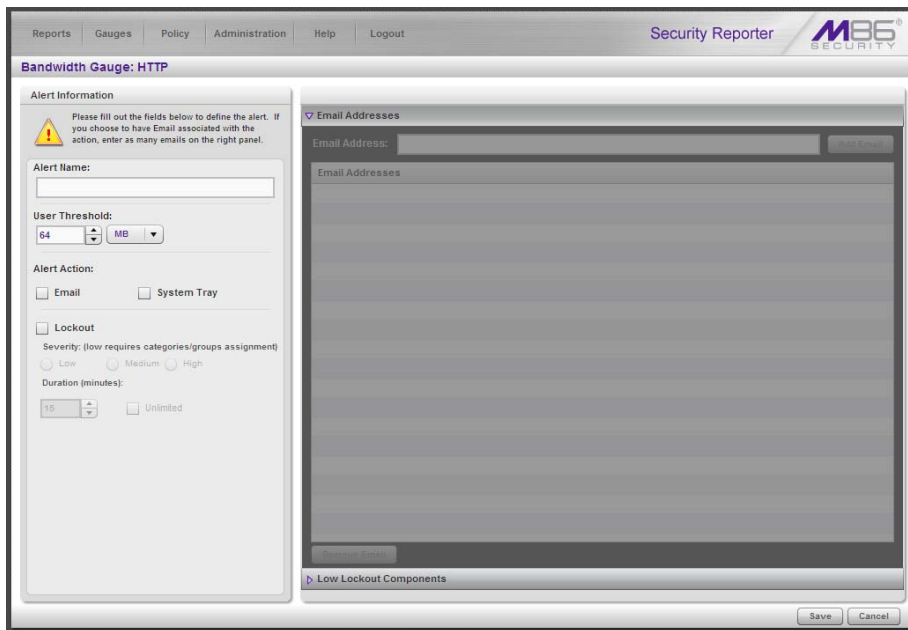 Reports Gauges Policy Administration Help Logout
Security Reporter
M86®
SECURITY
Bandwidth Gauge: HTTP
Alert Information
Please fill out the fields below to define the alert. If
you choose to have Email associated with the
action, enter as many emails on the right panel.
Alert Name:
User Threshold:
64 MB
Alert Action:
Email System Tray
Lockout
Severity: (low requires categories/groups assignment)
Low Medium High
Duration (minutes):
15 Unlimited
Email Addresses
Email Address: Add Email
Email Addresses
Remove Email
Low Lockout Components
Save Cancel